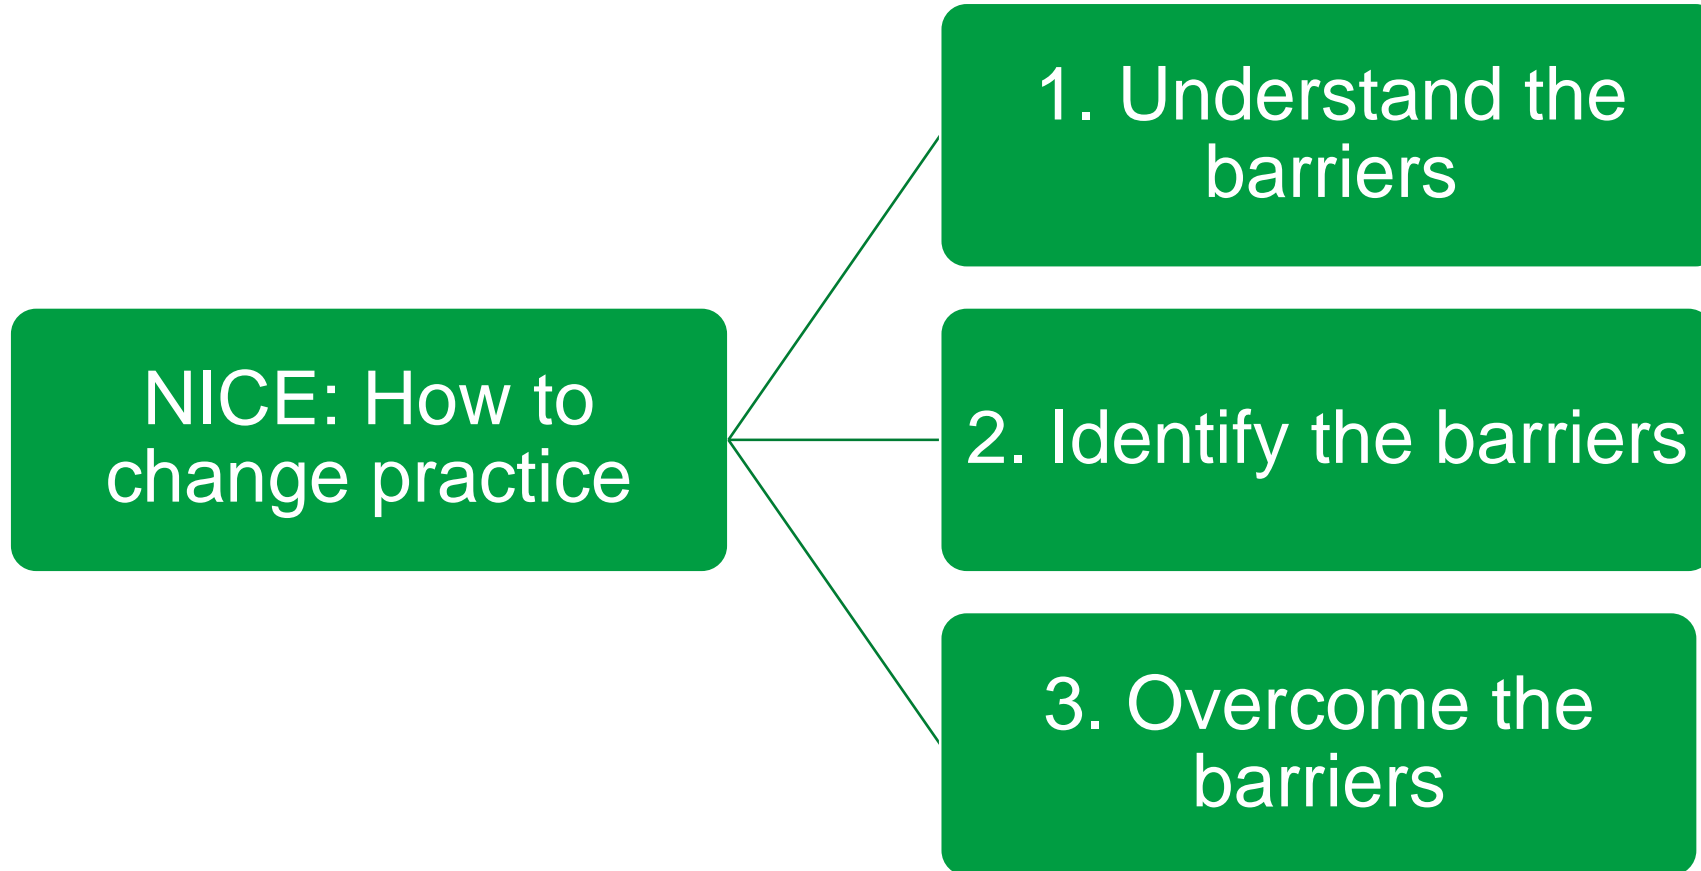 NICE: How to
change practice
1. Understand the
barriers
2. Identify the barriers
3. Overcome the
barriers